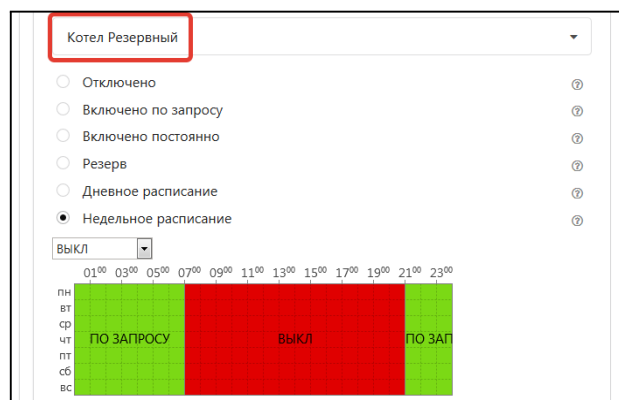 Котел Резервный
Отключено
Включено по запросу
Включено постоянно
Резерв
Дневное расписание
Недельное расписание
ВЫКЛ
01⁰⁰ 03⁰⁰ 05⁰⁰ 07⁰⁰ 09⁰⁰ 11⁰⁰ 13⁰⁰ 15⁰⁰ 17⁰⁰ 19⁰⁰ 21⁰⁰ 23⁰⁰
пн
вт
ср
чт ПО ЗАПРОСУ ВЫКЛ ПО ЗАП
пт
сб
вс